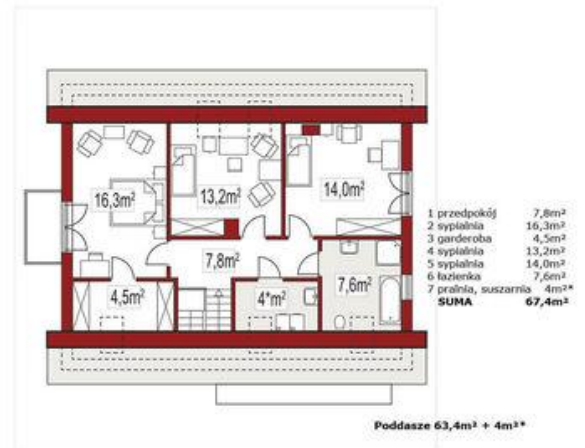 16,3m²
13,2m²
14,0m²
7,8m²
4,5m²
4*m²
7,6m²
1 przedpokój 7,8m²
2 sypialnia 16,3m²
3 garderoba 4,5m²
4 sypialnia 13,2m²
5 sypialnia 14,0m²
6 łazienka 7,6m²
7 pralnia, suszarnia 4m²*
SUMA 67,4m²
Poddasze 63,4m² + 4m²*